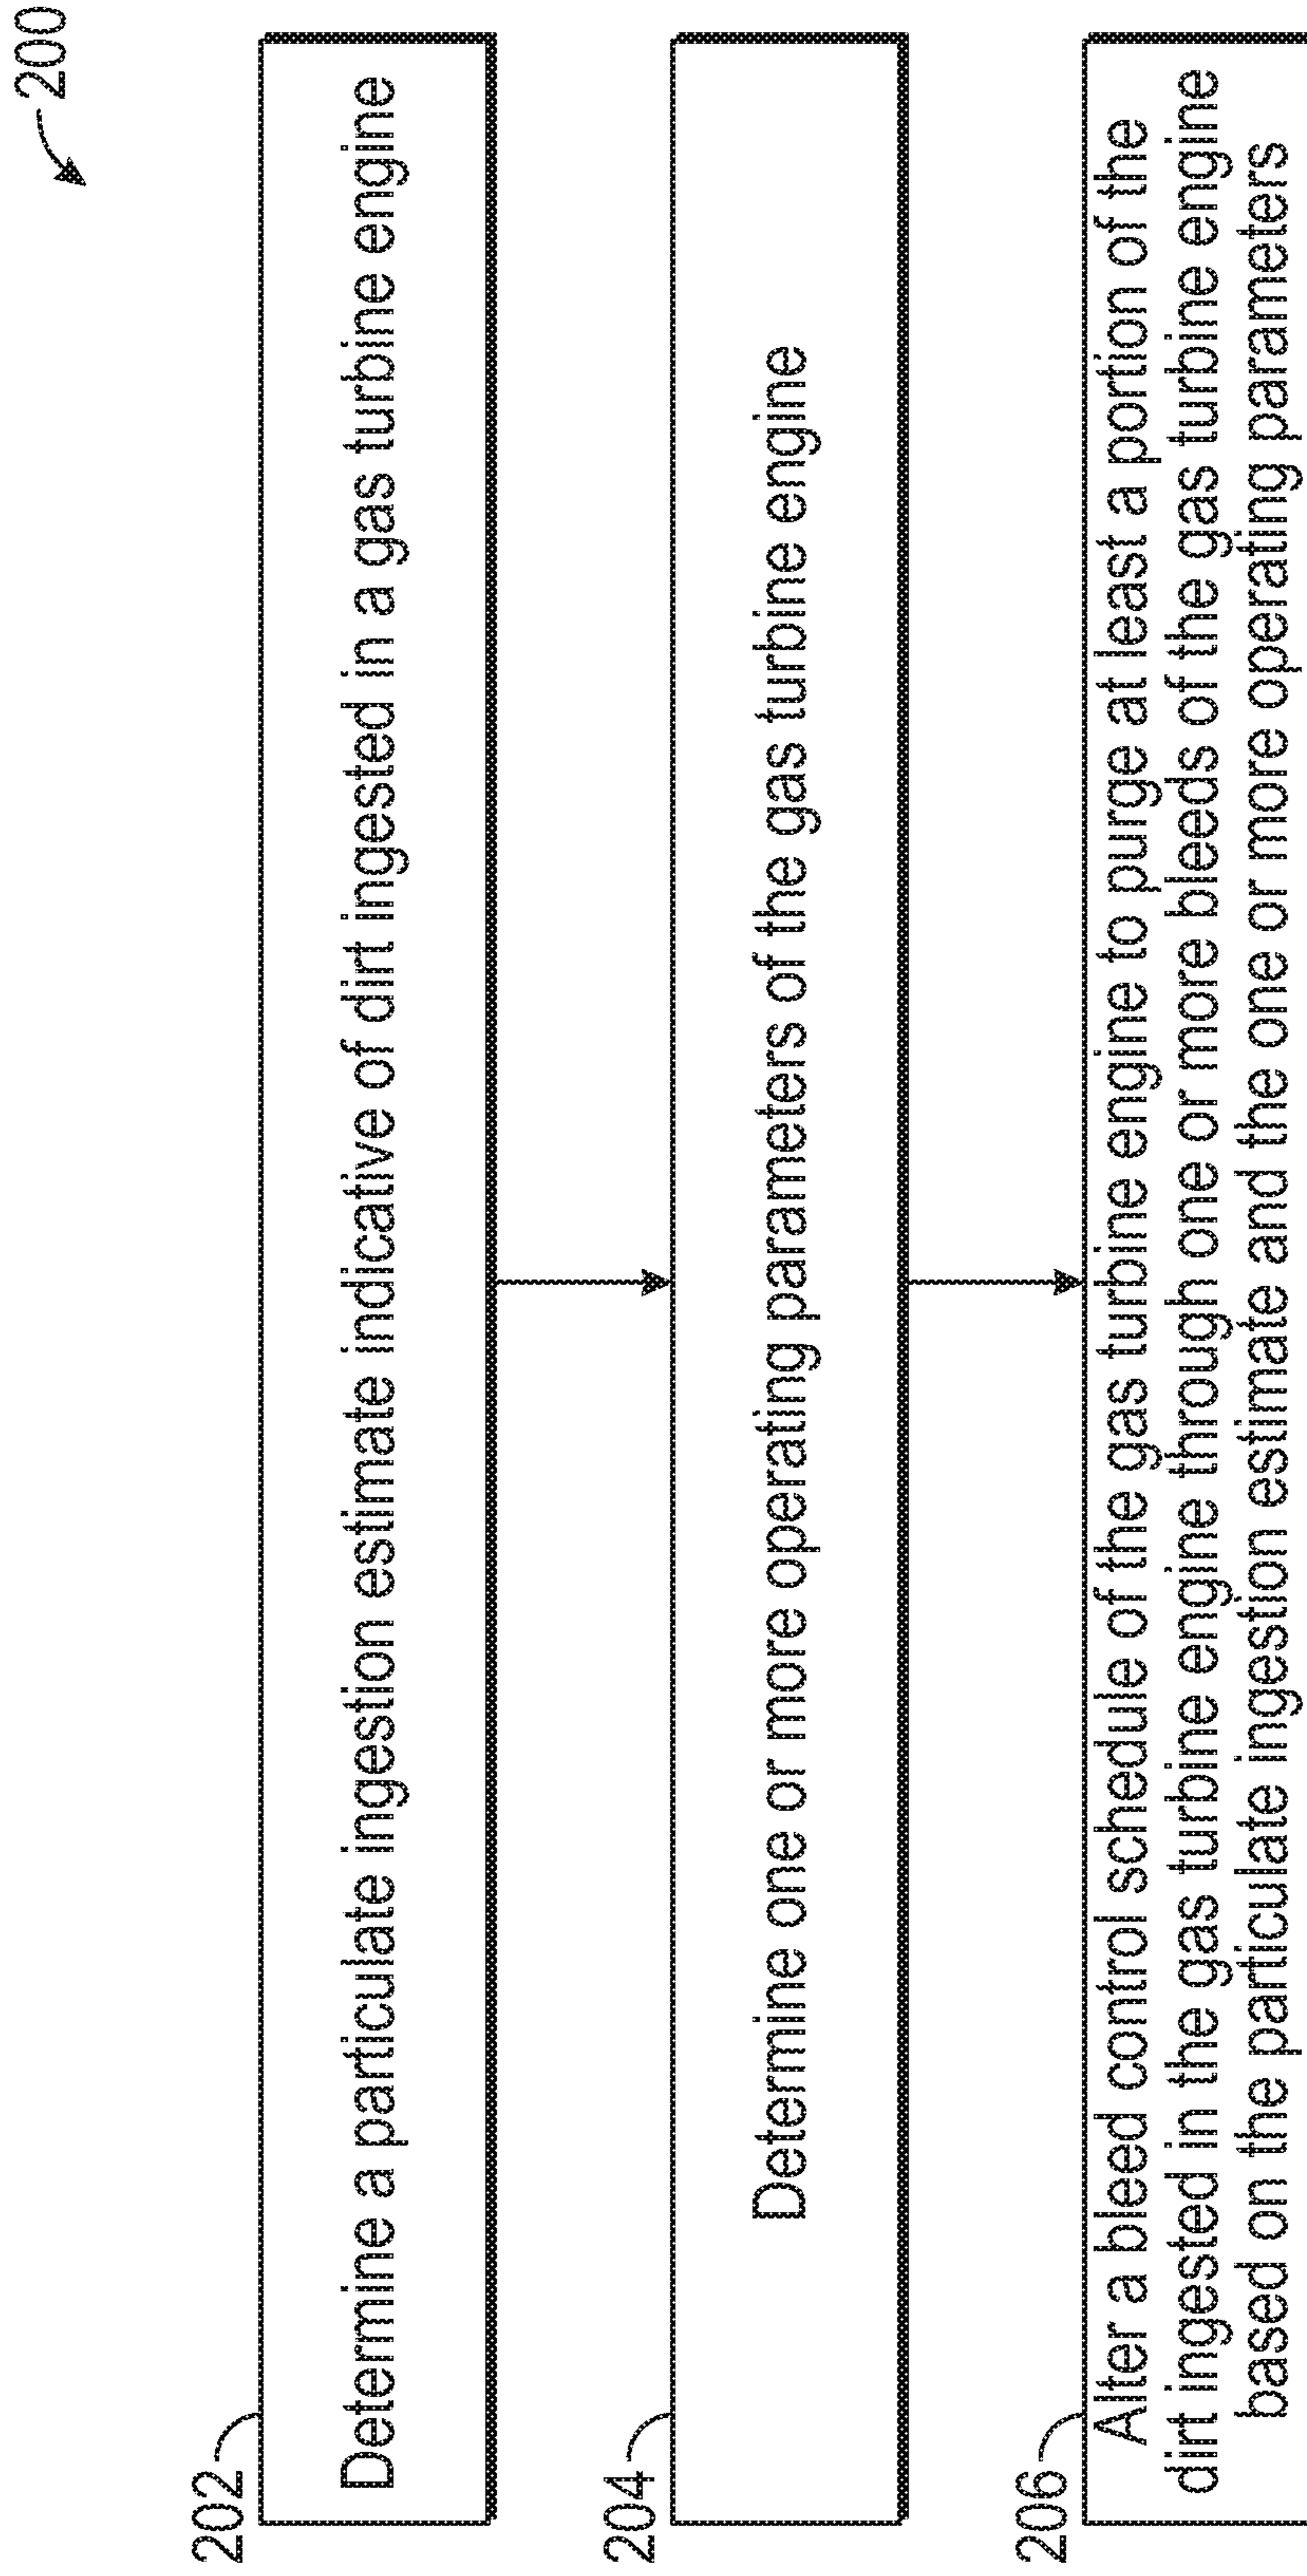 200
202
Determine a particulate ingestion estimate indicative of dirt ingested in a gas turbine engine
204
Determine one or more operating parameters of the gas turbine engine
206
Alter a bleed control schedule of the gas turbine engine to purge at least a portion of the
dirt ingested in the gas turbine engine through one or more bleeds of the gas turbine engine
based on the particulate ingestion estimate and the one or more operating parameters